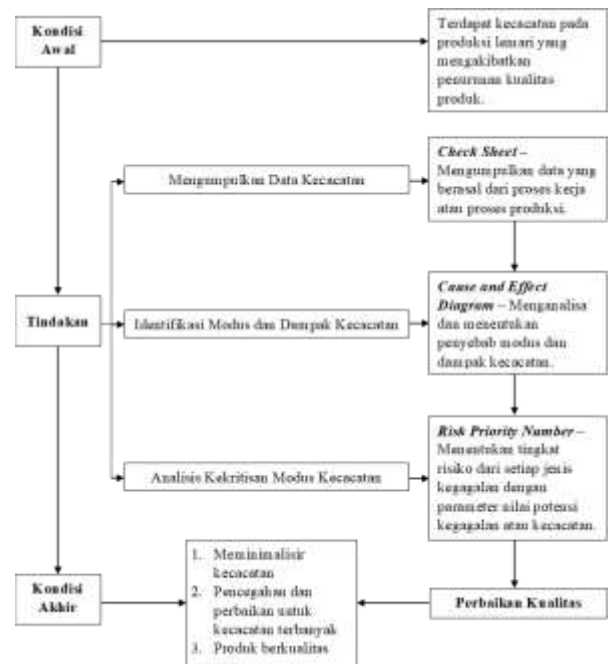 Kondisi
Awal
Terdapat kecacatan pada
produksi lamari yang
mengakibatkan
penurunan kualitas
produk.
Mengumpulkan Data Kecacatan
Check Sheet –
Mengumpulkan data yang
berasal dari proses kerja
atau proses produksi.
Tindakan
Identifikasi Modus dan Dampak Kecacatan
Cause and Effect
Diagram – Menganalisa
dan menentukan
penyebab modus dan
dampak kecacatan.
Analisis Kekritisan Modus Kecacatan
Risk Priority Number –
Menentukan tingkat
risiko dari setiap jenis
kegagalan dengan
parameter nilai potensi
kegagalan atau kecacatan.
Kondisi
Akhir
1. Meminimalisir
kecacatan
2. Pencegahan dan
perbaikan untuk
kecacatan terbanyak
3. Produk berkualitas
Perbaikan Kualitas